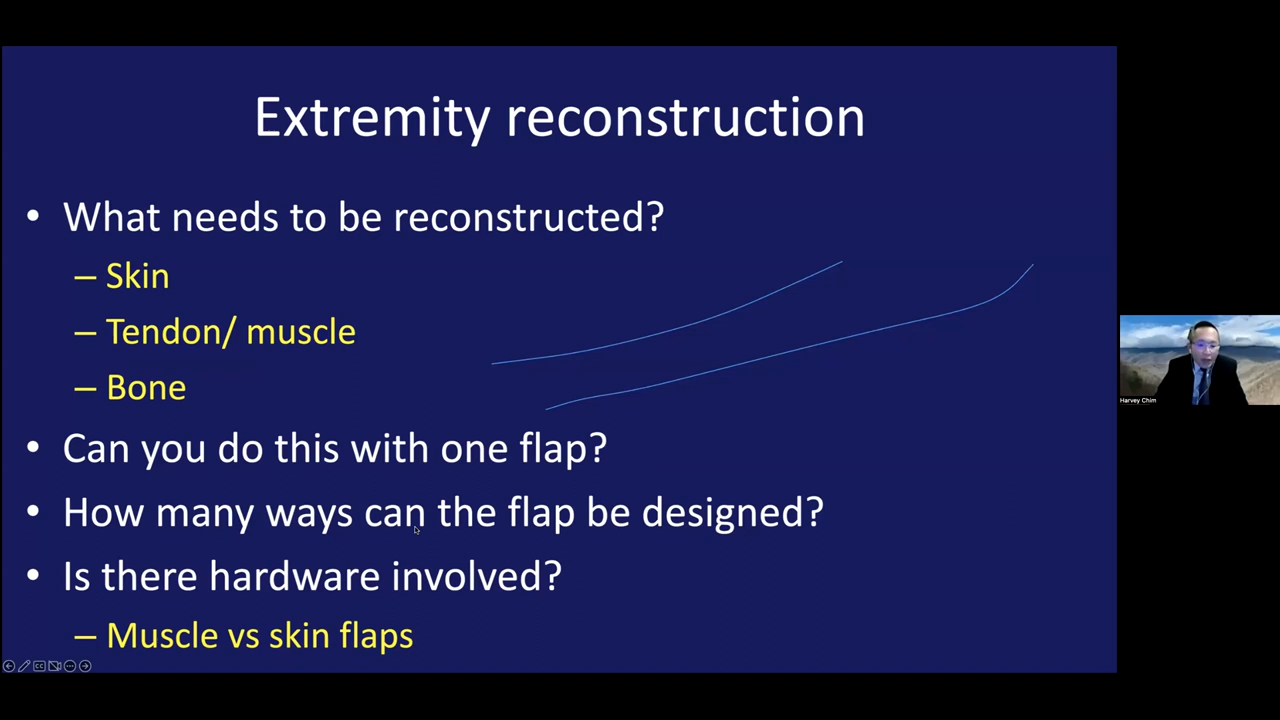 Extremity reconstruction
• What needs to be reconstructed?
– Skin
– Tendon/ muscle
– Bone
• Can you do this with one flap?
• How many ways can the flap be designed?
• Is there hardware involved?
– Muscle vs skin flaps
Harvey Chim